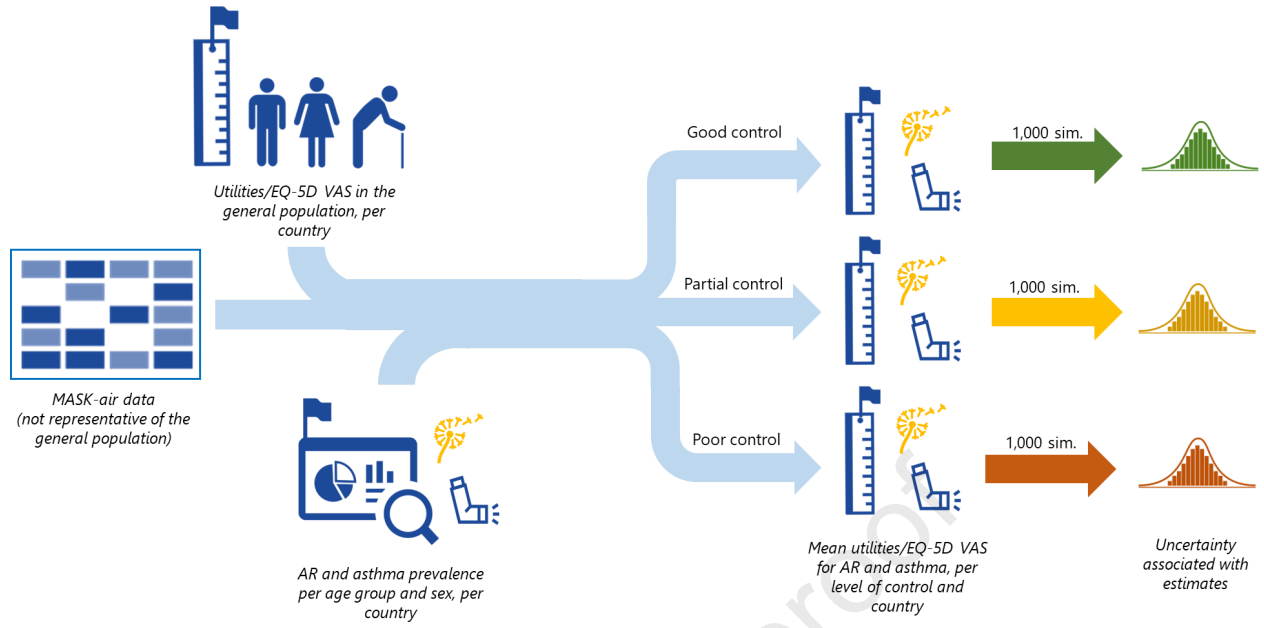 Utilities/EQ-5D VAS in the
general population, per
country
MASK-air data
(not representative of the
general population)
AR and asthma prevalence
per age group and sex, per
country
Good control
Partial control
Poor control
1,000 sim.
1,000 sim.
1,000 sim.
Mean utilities/EQ-5D VAS
for AR and asthma, per
level of control and
country
Uncertainty
associated with
estimates
proof